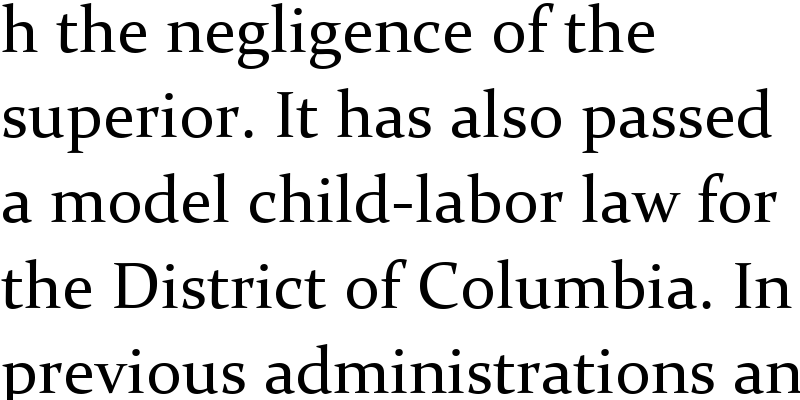 h the negligence of the
superior. It has also passed
a model child-labor law for
the District of Columbia. In
previous administrations an